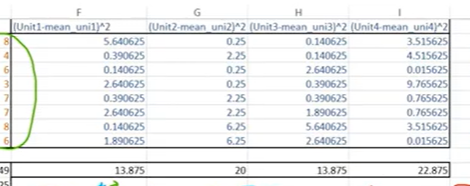 F G H I
(Unit1-mean_uni1)^2 (Unit2-mean_uni2)^2 (Unit3-mean_uni3)^2 (Unit4-mean_uni4)^2
8 5.640625 0.25 0.140625 3.515625
4 0.390625 2.25 0.140625 4.515625
6 0.140625 0.25 2.640625 0.015625
3 2.640625 0.25 0.390625 9.765625
7 0.390625 2.25 0.390625 0.765625
7 2.640625 2.25 1.890625 0.765625
8 0.140625 6.25 5.640625 3.515625
6 1.890625 6.25 2.640625 0.015625
49 13.875 20 13.875 22.875